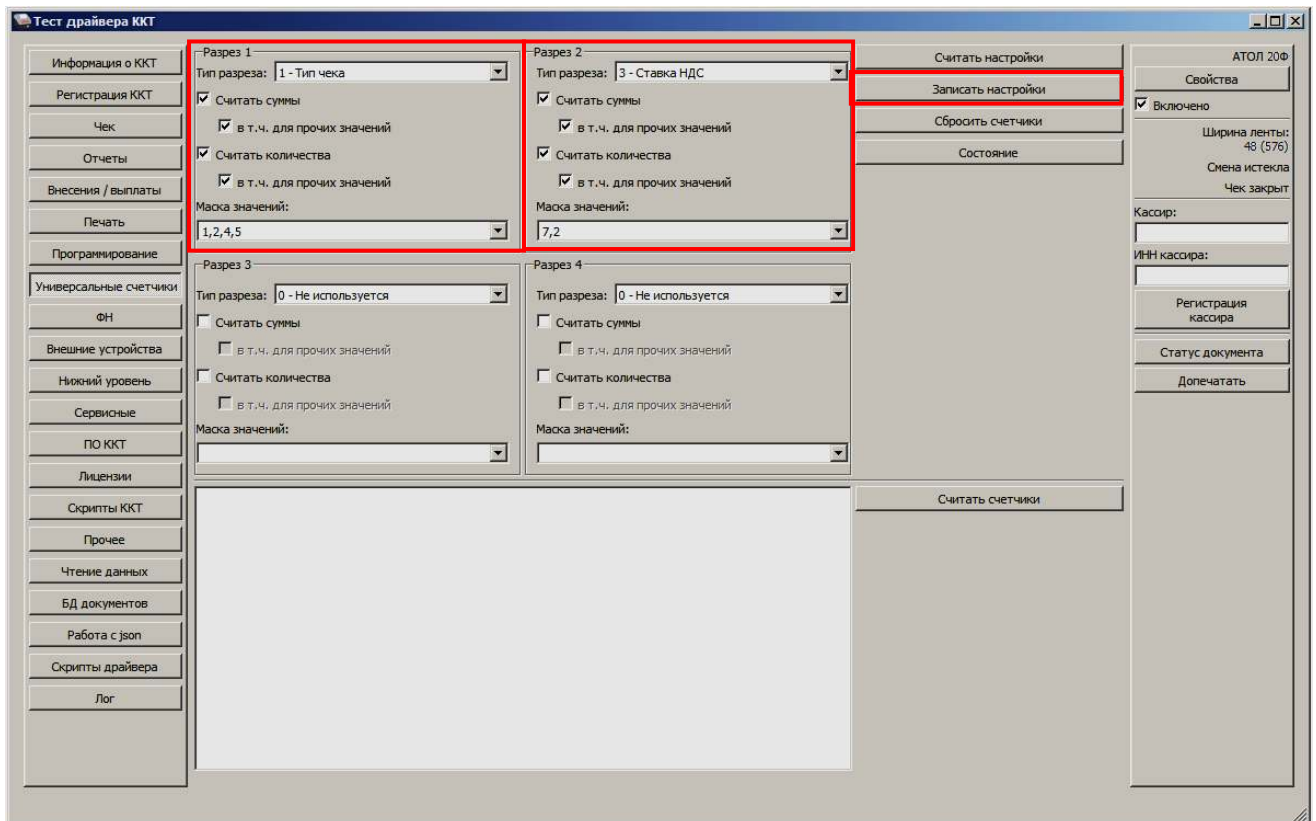 Тест драйвера ККТ
Информация о ККТ
Регистрация ККТ
Чек
Отчеты
Внесения / выплаты
Печать
Программирование
Универсальные счетчики
ФН
Внешние устройства
Нижний уровень
Сервисные
ПО ККТ
Лицензии
Скрипты ККТ
Прочее
Чтение данных
БД документов
Работа с json
Скрипты драйвера
Лог
Разрез 1
Тип разреза: 1 - Тип чека
Считать суммы
в т.ч. для прочих значений
Считать количества
в т.ч. для прочих значений
Маска значений:
1,2,4,5
Разрез 2
Тип разреза: 3 - Ставка НДС
Считать суммы
в т.ч. для прочих значений
Считать количества
в т.ч. для прочих значений
Маска значений:
7,2
Разрез 3
Тип разреза: 0 - Не используется
Считать суммы
в т.ч. для прочих значений
Считать количества
в т.ч. для прочих значений
Маска значений:
Разрез 4
Тип разреза: 0 - Не используется
Считать суммы
в т.ч. для прочих значений
Считать количества
в т.ч. для прочих значений
Маска значений:
Считать настройки
Записать настройки
Сбросить счетчики
Состояние
Считать счетчики
АТОЛ 20Ф
Свойства
Включено
Ширина ленты:
48 (576)
Смена истекла
Чек закрыт
Кассир:
ИНН кассира:
Регистрация
кассира
Статус документа
Допечатать